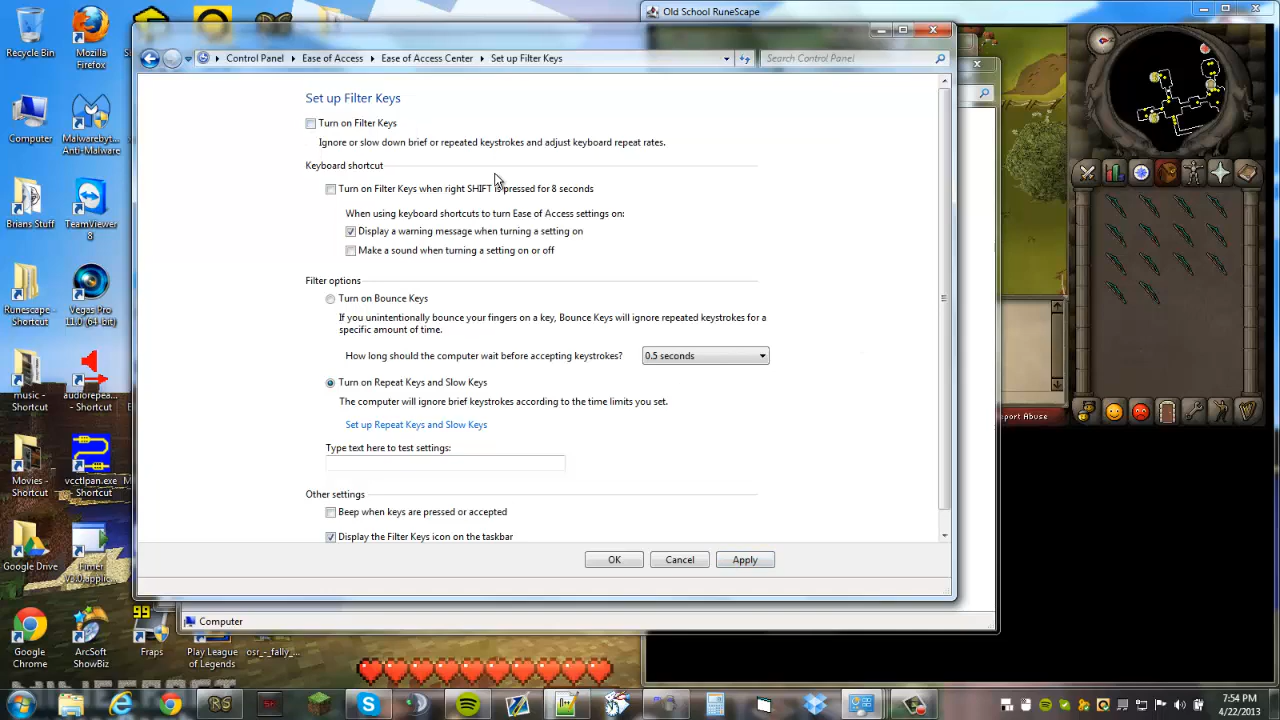 Old School RuneScape
Control Panel
Ease of Access
Ease of Access Center
Set up Filter Keys
Search Control Panel
Set up Filter Keys
Turn on Filter Keys
Ignore or slow down brief or repeated keystrokes and adjust keyboard repeat rates.
Keyboard shortcut
Turn on Filter Keys when right SHIFT is pressed for 8 seconds
When using keyboard shortcuts to turn Ease of Access settings on:
Display a warning message when turning a setting on
Make a sound when turning a setting on or off
Filter options
Turn on Bounce Keys
If you unintentionally bounce your fingers on a key, Bounce Keys will ignore repeated keystrokes for a
specific amount of time.
How long should the computer wait before accepting keystrokes?
0.5 seconds
Turn on Repeat Keys and Slow Keys
The computer will ignore brief keystrokes according to the time limits you set.
Set up Repeat Keys and Slow Keys
Type text here to test settings:
Other settings
Beep when keys are pressed or accepted
Display the Filter Keys icon on the taskbar
OK
Cancel
Apply
Computer
Recycle Bin
Mozilla
Firefox
Computer
Malwarebyt...
Anti-Malware
Brians Stuff
TeamViewer
8
Runescape -
Shortcut
Vegas Pro
11.0 (64-bit)
music -
Shortcut
audiorepea...
- Shortcut
Movies -
Shortcut
vcctlpan.exe
- Shortcut
Google Drive
v3.0).applic...
Google
Chrome
ArcSoft
ShowBiz
99
Fraps
Play League
of Legends
osr_-_fally_...
port Abuse
7:54 PM
4/22/2013